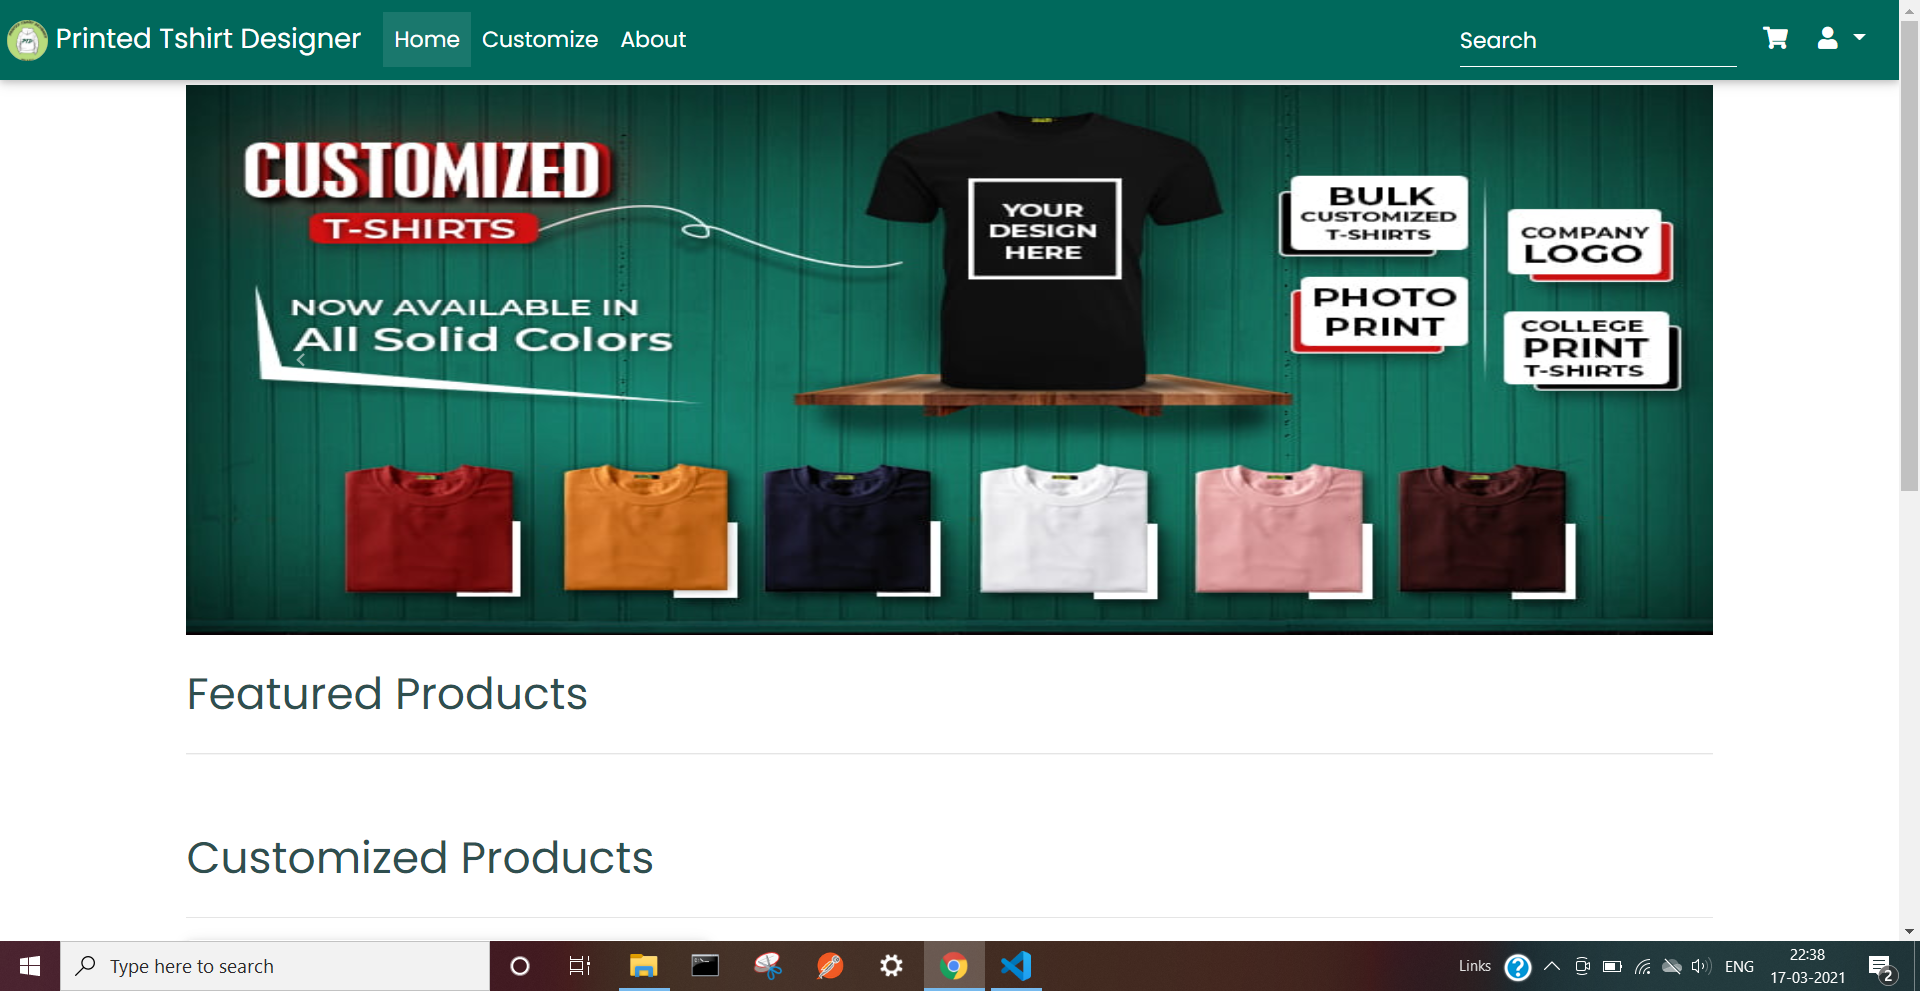 Printed Tshirt Designer
Home
Customize
About
Search
CUSTOMIZED
T-SHIRTS
NOW AVAILABLE IN
All Solid Colors
YOUR
DESIGN
HERE
BULK
CUSTOMIZED
T-SHIRTS
PHOTO
PRINT
COMPANY
LOGO
COLLEGE
PRINT
T-SHIRTS
Featured Products
Customized Products
Type here to search
Links
ENG
22:38
17-03-2021
2